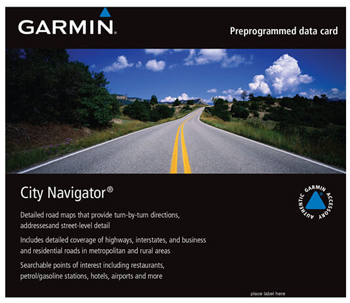 GARMIN®
Preprogrammed data card
City Navigator®
Detailed road maps that provide turn-by-turn directions,
addressesand street-level detail
Includes detailed coverage of highways, interstates, and business
and residential roads in metropolitan and rural areas
Searchable points of interest including restaurants,
petrol/gasoline stations, hotels, airports and more
AUTHENTIC GARMIN ACCESSORY
place label here